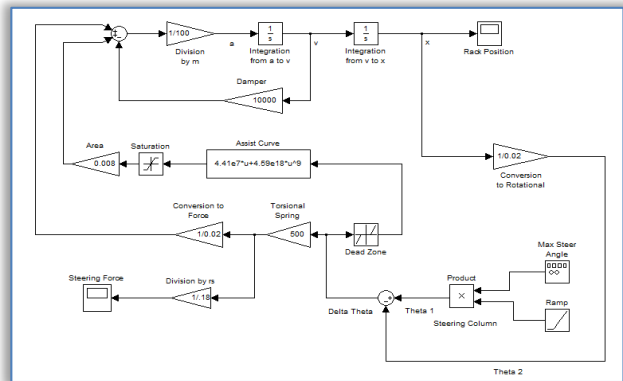 1/100
Division
by m
a
1
s
Integration
from a to v
v
1
s
Integration
from v to x
x
Rack Position
Damper
10000
Area
0.008
Saturation
Assist Curve
4.41e7*u+4.59e18*u^9
1/0.02
Conversion
to Rotational
Conversion to
Force
1/0.02
Torsional
Spring
500
Dead Zone
Max Steer
Angle
Steering Force
Division by rs
1/.18
Product
×
Steering Column
Ramp
Delta Theta
Theta 1
Theta 2